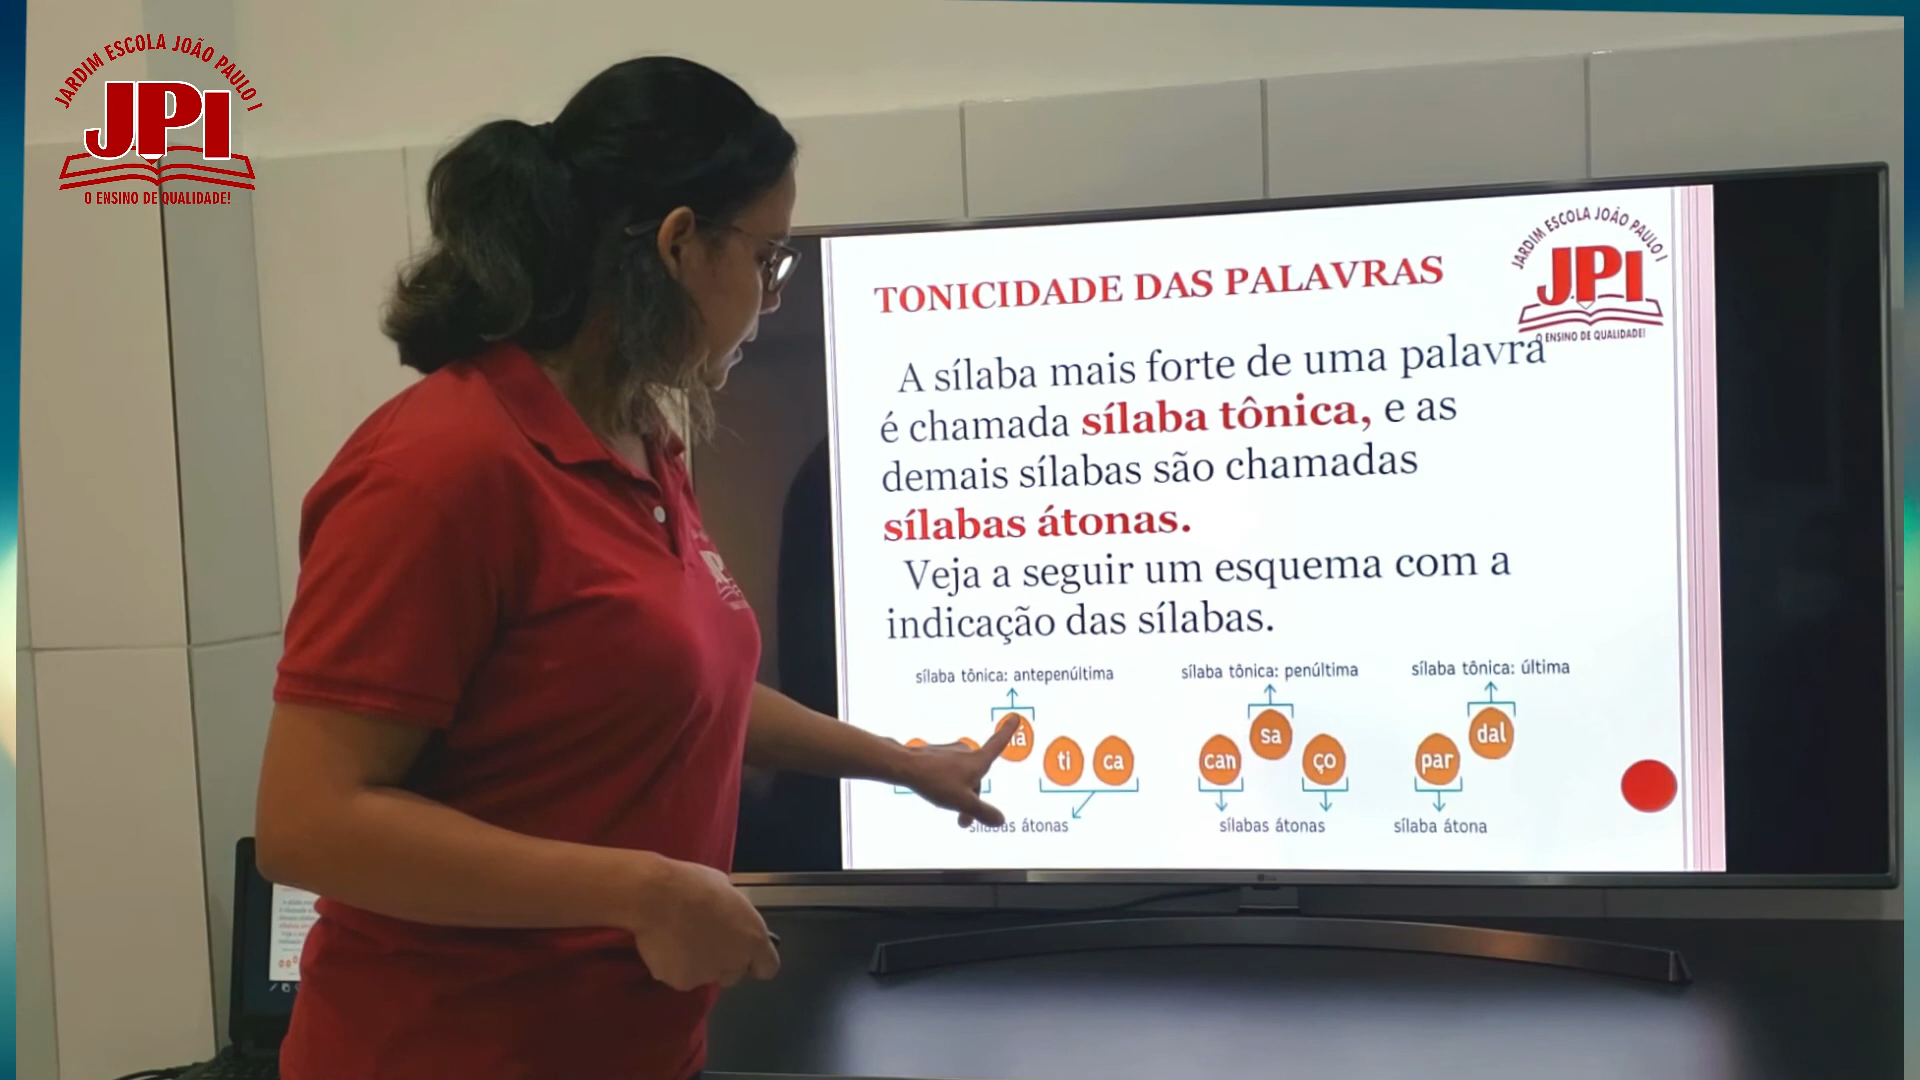 JARDIM ESCOLA JOÃO PAULO I
JPI
O ENSINO DE QUALIDADE!
JARDIM ESCOLA JOÃO PAULO I
JPI
O ENSINO DE QUALIDADE!
TONICIDADE DAS PALAVRAS
A sílaba mais forte de uma palavra
é chamada sílaba tônica, e as
demais sílabas são chamadas
sílabas átonas.
Veja a seguir um esquema com a
indicação das sílabas.
sílaba tônica: antepenúltima
sílaba tônica: penúltima
sílaba tônica: última
ti ca
can sa ço
par dal
sílabas átonas
sílabas átonas
sílaba átona
LG